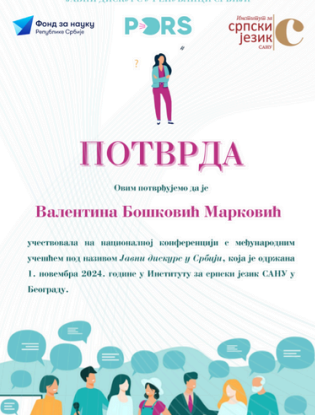 Фонд за науку
Републике Србије
PORS
Институт за
српски
језик
САНУ
ПОТВРДА
Овим потврђујемо да је
Валентина Бошковић Марковић
учествовала на националној конференцији с међународним
учешћем под називом Јавни дискурс у Србији, која је одржана
1. новембра 2024. године у Институту за српски језик САНУ у
Београду.